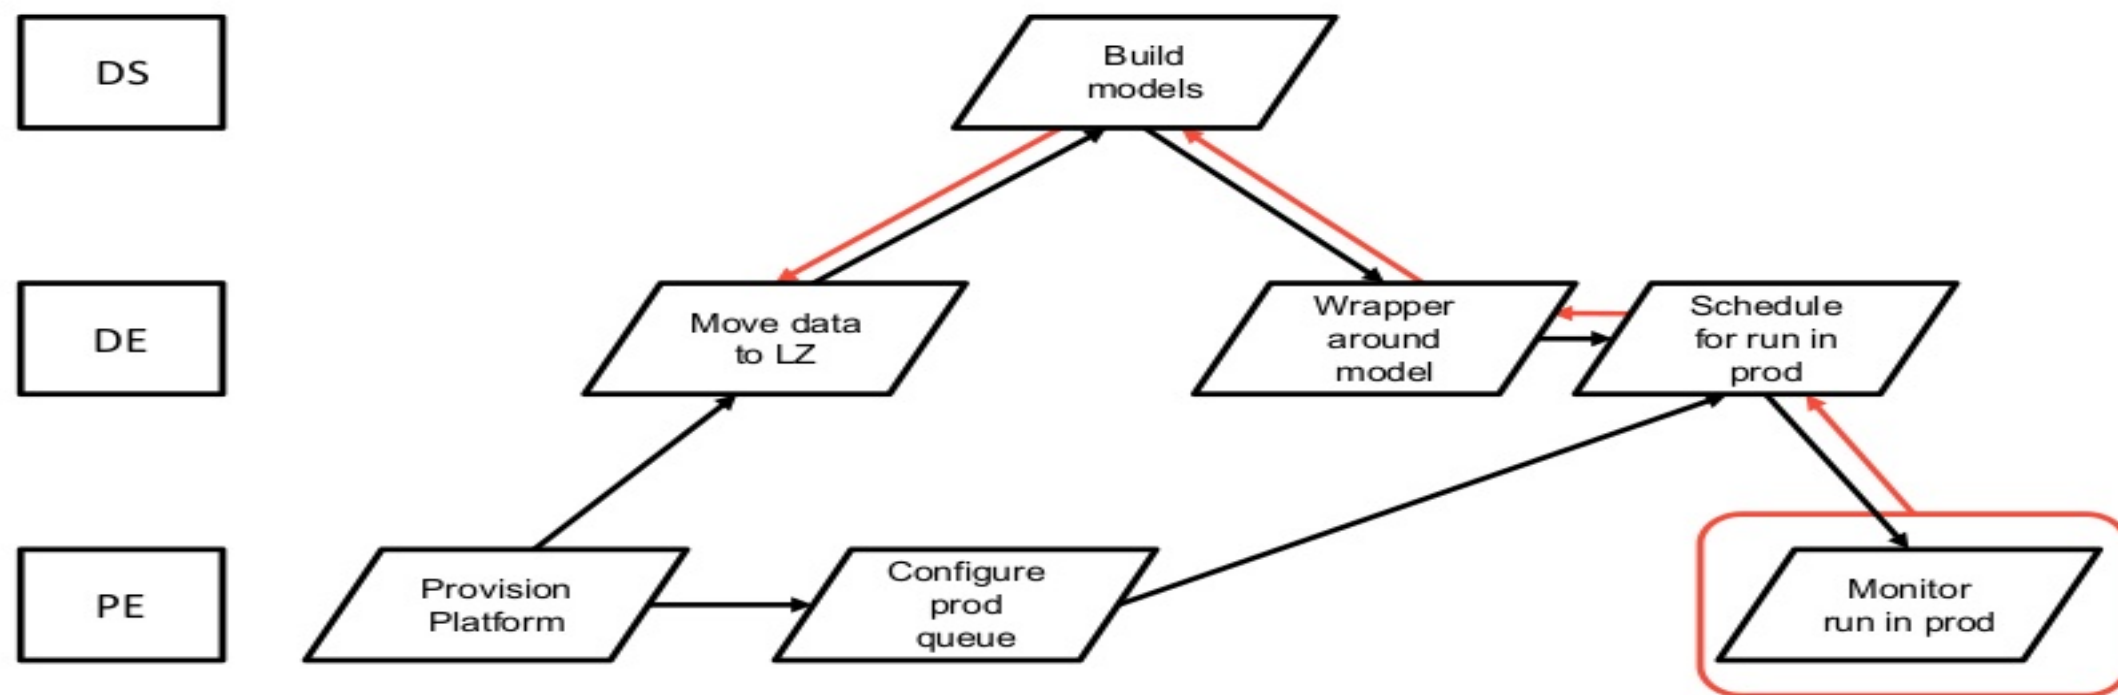 DS
Build
models
DE
Move data
to LZ
Wrapper
around
model
Schedule
for run in
prod
PE
Provision
Platform
Configure
prod
queue
Monitor
run in prod